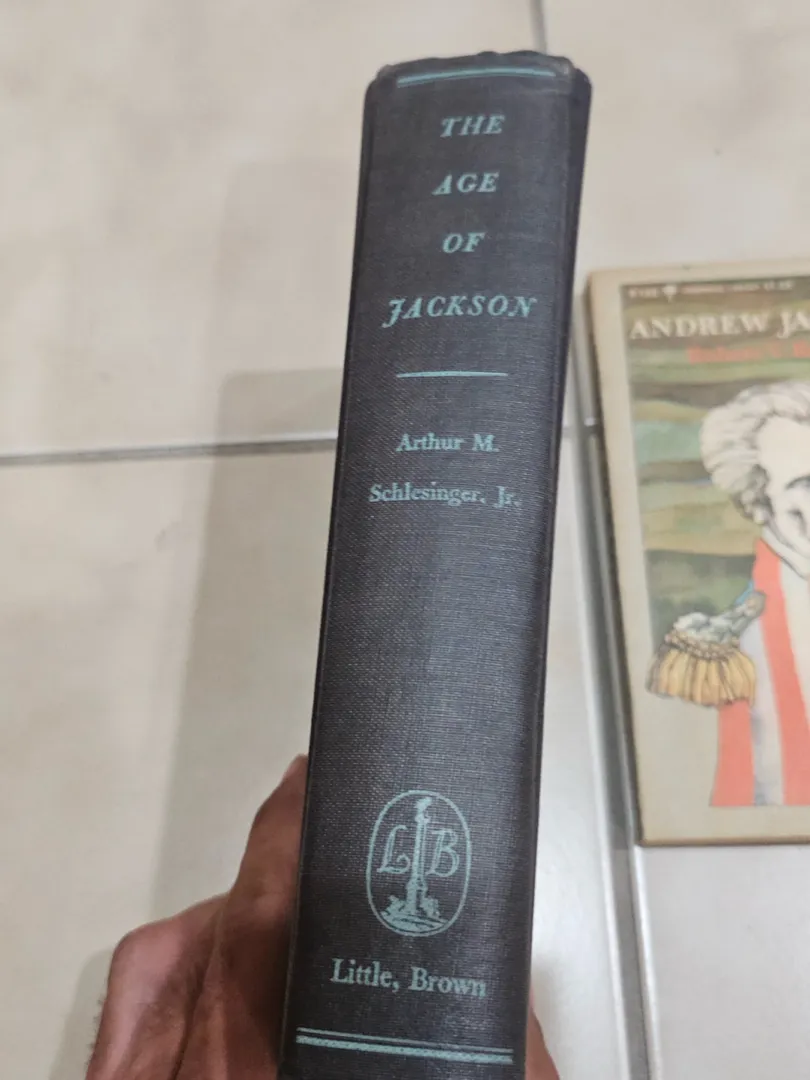 THE
AGE
OF
JACKSON
Arthur M.
Schlesinger, Jr.
LB
Little, Brown
ANDREW JA